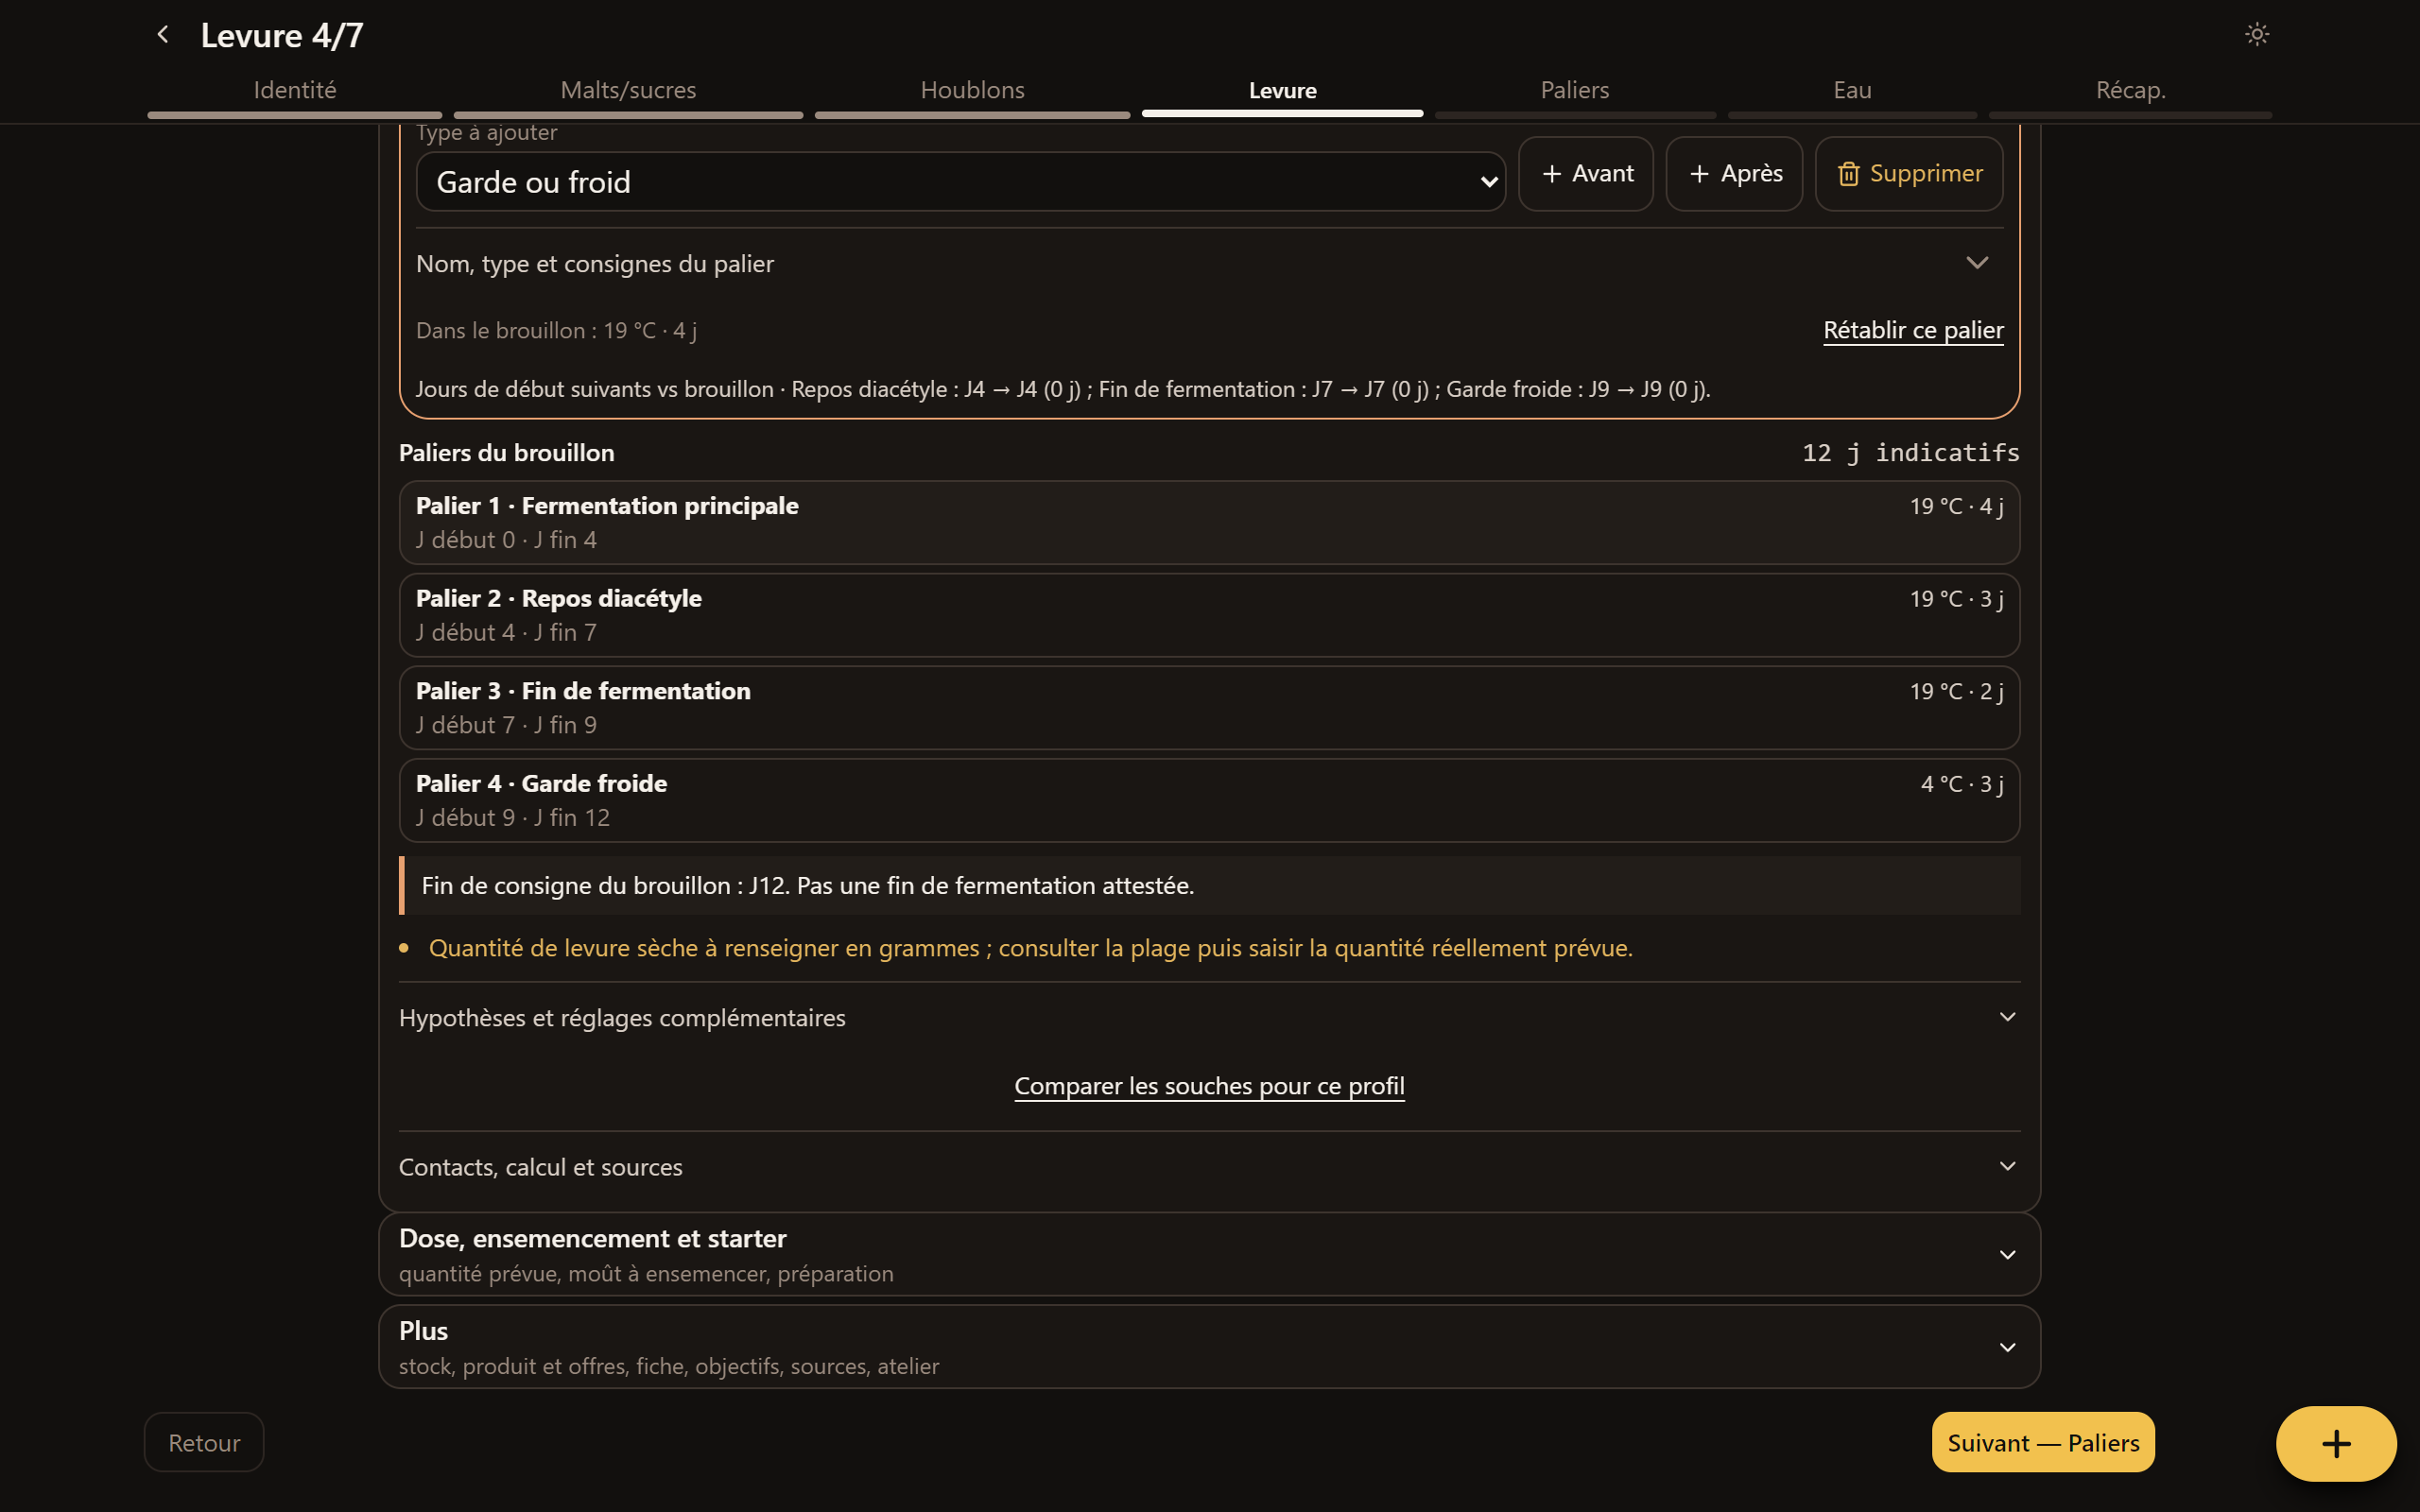 Levure 4/7
Identité
Malts/sucres
Houblons
Levure
Paliers
Eau
Récap.
Type à ajouter
Garde ou froid
+ Avant
+ Après
Supprimer
Nom, type et consignes du palier
Dans le brouillon : 19 °C · 4 j
Rétablir ce palier
Jours de début suivants vs brouillon · Repos diacétyle : J4 → J4 (0 j) ; Fin de fermentation : J7 → J7 (0 j) ; Garde froide : J9 → J9 (0 j).
Paliers du brouillon
12 j indicatifs
Palier 1 · Fermentation principale
19 °C · 4 j
J début 0 · J fin 4
Palier 2 · Repos diacétyle
19 °C · 3 j
J début 4 · J fin 7
Palier 3 · Fin de fermentation
19 °C · 2 j
J début 7 · J fin 9
Palier 4 · Garde froide
4 °C · 3 j
J début 9 · J fin 12
Fin de consigne du brouillon : J12. Pas une fin de fermentation attestée.
• Quantité de levure sèche à renseigner en grammes ; consulter la plage puis saisir la quantité réellement prévue.
Hypothèses et réglages complémentaires
Comparer les souches pour ce profil
Contacts, calcul et sources
Dose, ensemencement et starter
quantité prévue, moût à ensemencer, préparation
Plus
stock, produit et offres, fiche, objectifs, sources, atelier
Retour
Suivant — Paliers
+